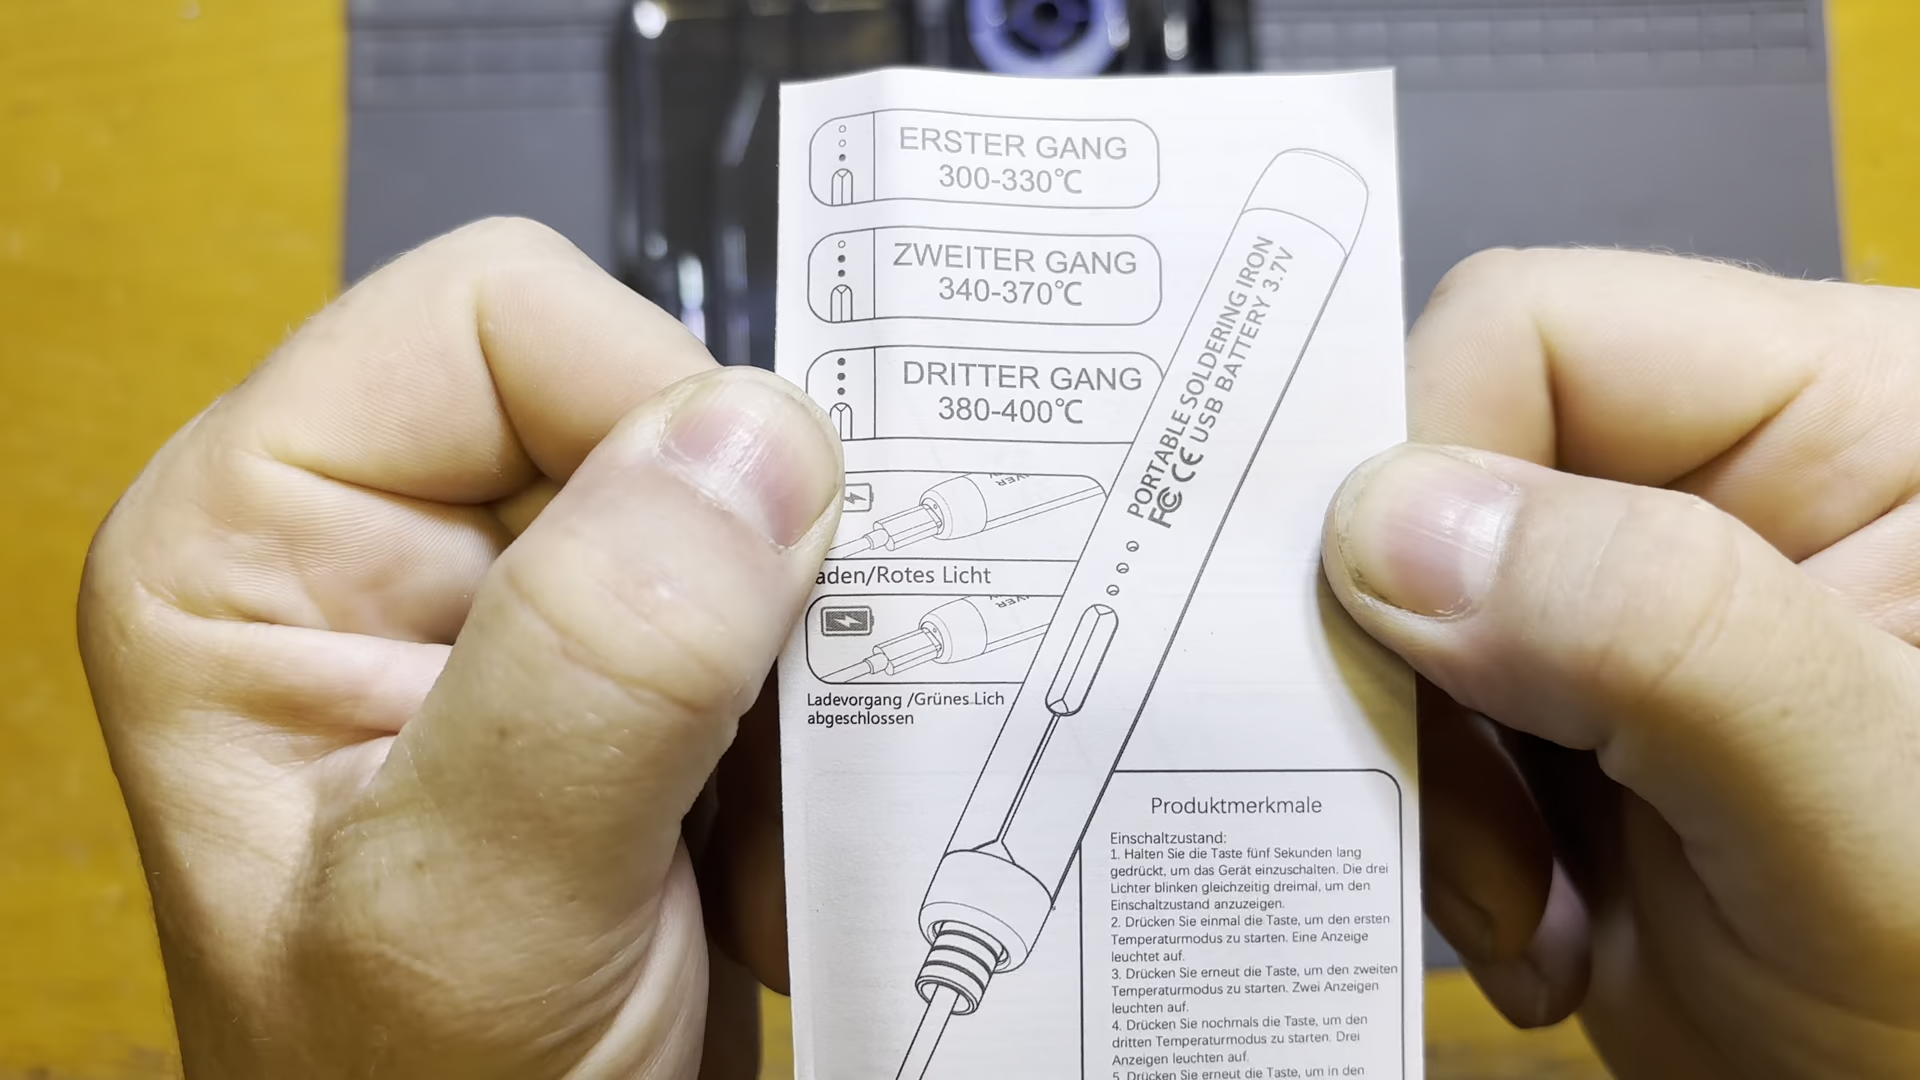 ERSTER GANG
300-330℃
ZWEITER GANG
340-370℃
DRITTER GANG
380-400℃
PORTABLE SOLDERING IRON
FC CE USB BATTERY 3.7V
aden/Rotes Licht
Ladevorgang /Grünes Lich
abgeschlossen
Produktmerkmale
Einschaltzustand:
1. Halten Sie die Taste fünf Sekunden lang
gedrückt, um das Gerät einzuschalten. Die drei
Lichter blinken gleichzeitig dreimal, um den
Einschaltzustand anzuzeigen.
2. Drücken Sie einmal die Taste, um den ersten
Temperaturmodus zu starten. Eine Anzeige
leuchtet auf.
3. Drücken Sie erneut die Taste, um den zweiten
Temperaturmodus zu starten. Zwei Anzeigen
leuchten auf.
4. Drücken Sie nochmals die Taste, um den
dritten Temperaturmodus zu starten. Drei
Anzeigen leuchten auf.
5. Drücken Sie erneut die Taste, um in den